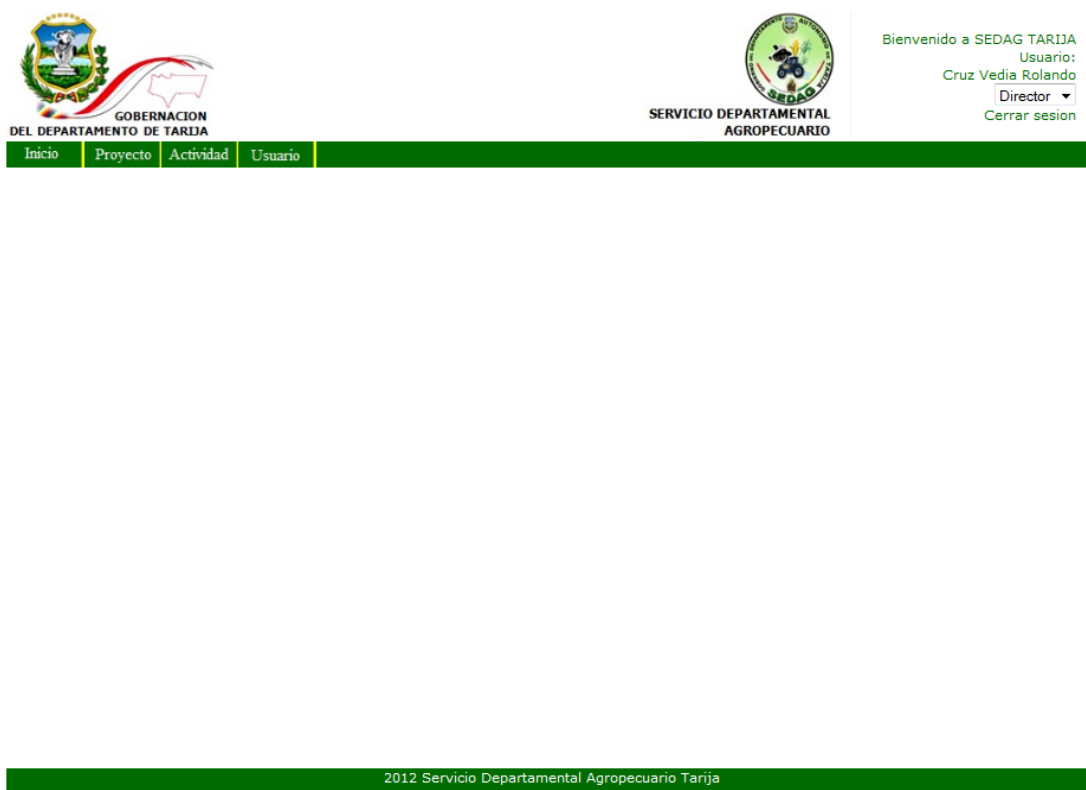 GOBERNACION
DEL DEPARTAMENTO DE TARIJA
SEDAG
SERVICIO DEPARTAMENTAL
AGROPECUARIO
Bienvenido a SEDAG TARIJA
Usuario:
Cruz Vedia Rolando
Director
Cerrar sesion
Inicio Proyecto Actividad Usuario
2012 Servicio Departamental Agropecuario Tarija